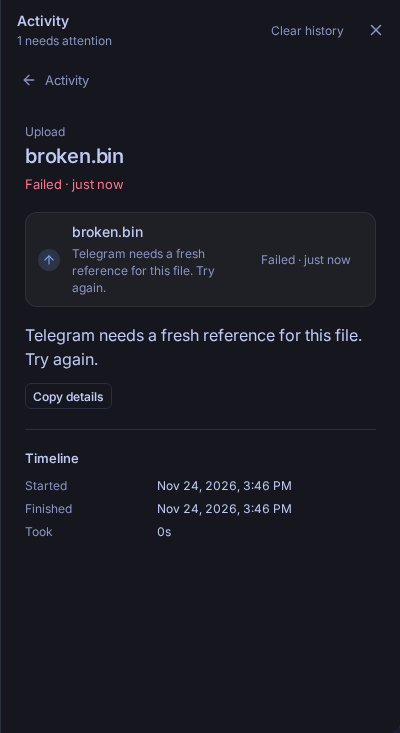 Activity
1 needs attention
Clear history
Activity
Upload
broken.bin
Failed · just now
broken.bin
Telegram needs a fresh
reference for this file. Try
again.
Failed · just now
Telegram needs a fresh reference for this file.
Try again.
Copy details
Timeline
Started Nov 24, 2026, 3:46 PM
Finished Nov 24, 2026, 3:46 PM
Took 0s